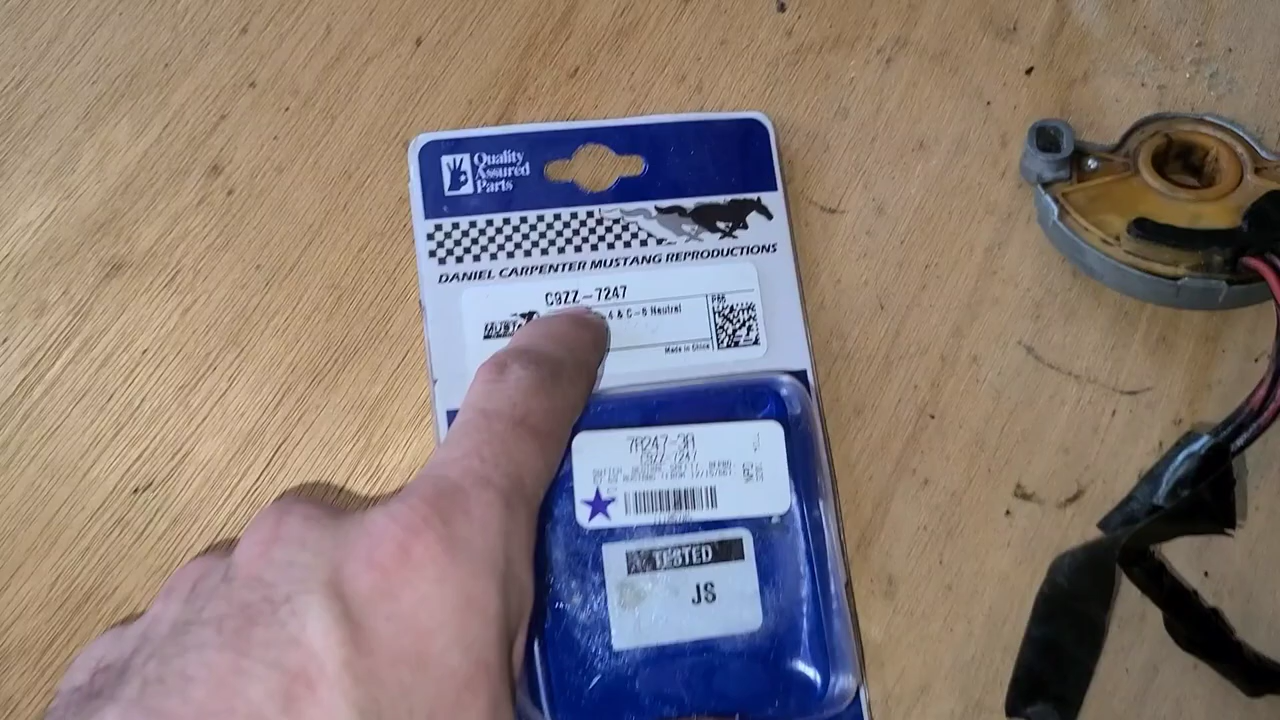 Quality
Assured
Parts
DANIEL CARPENTER MUSTANG REPRODUCTIONS
C9ZZ-7247
P66
4 & C-6 Neutral
Made in China
7A247-3A
C9ZZ-7247
TESTED
JS